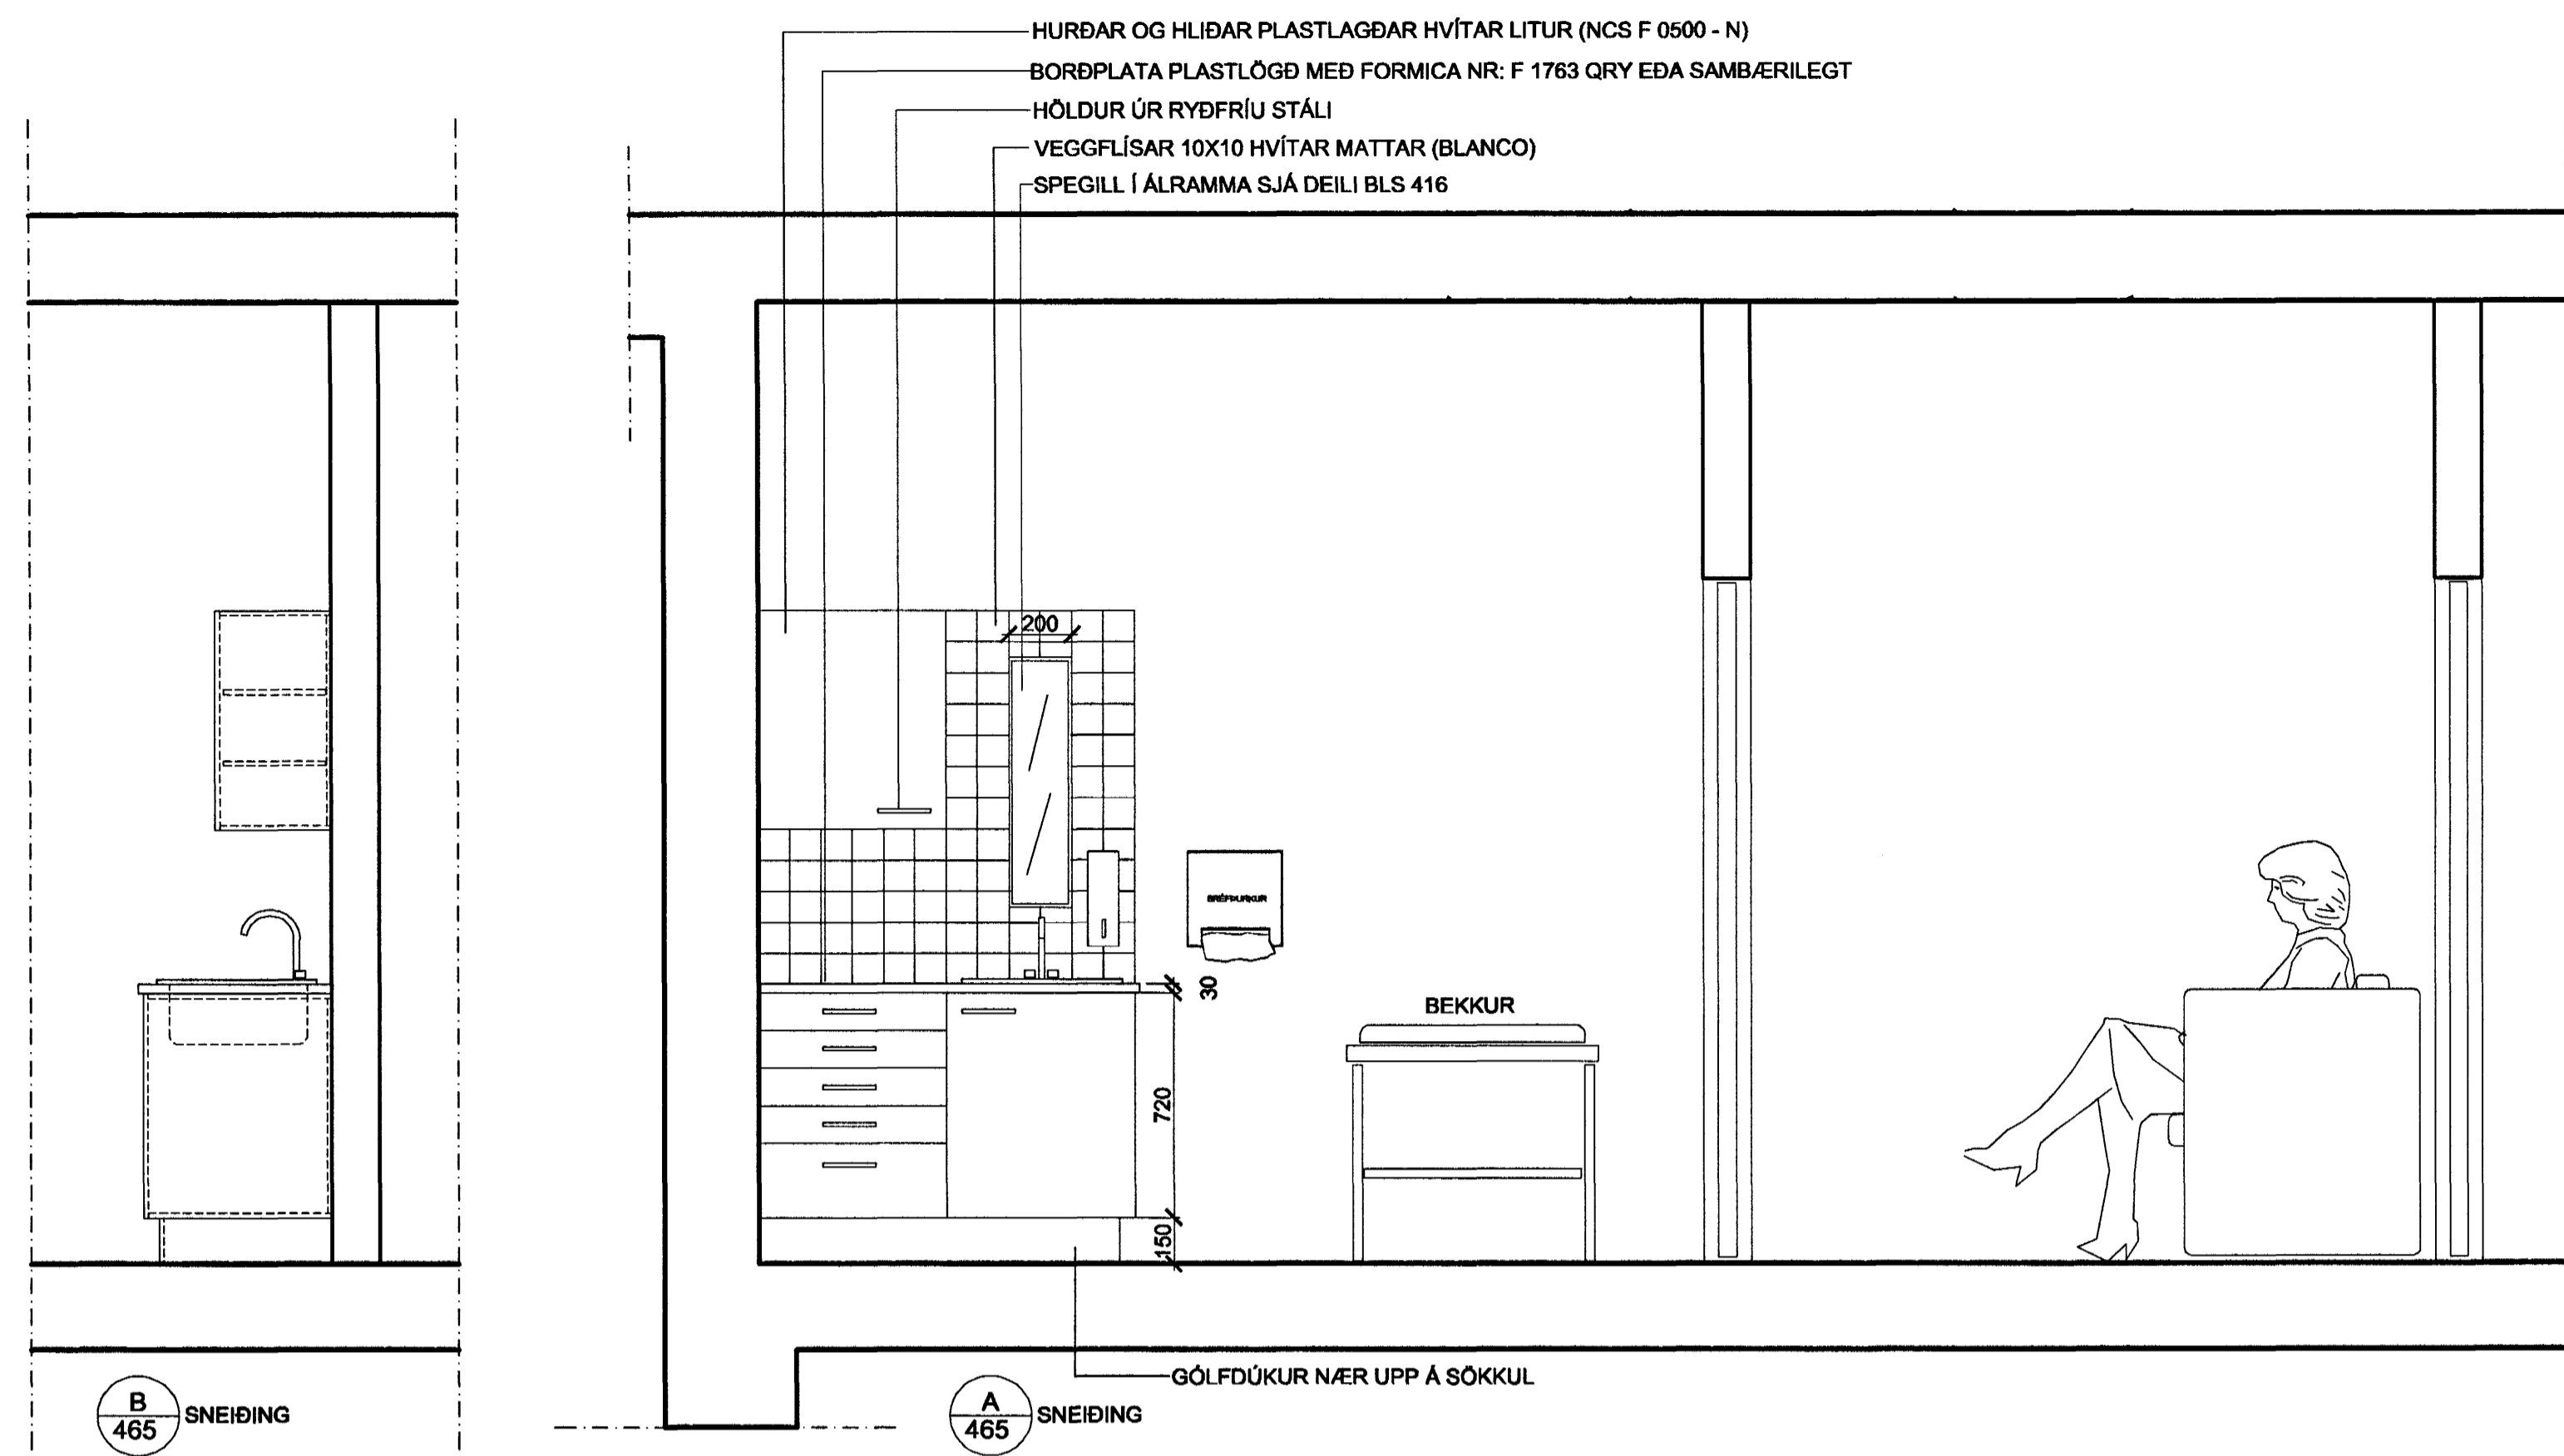 HURÐAR OG HLIÐAR PLASTLAGÐAR HVÍTAR LITUR (NCS F 0500 - N)
BORÐPLATA PLASTLÖGÐ MEÐ FORMICA NR: F 1763 QRY EÐA SAMBÆRILEGT
HÖLDUR ÚR RYÐFRÍU STÁLI
VEGGFLÍSAR 10X10 HVÍTAR MATTAR (BLANCO)
SPEGILL Í ÁLRAMMA SJÁ DEILI BLS 416
200
BRÉFÞURKUR
30
BEKKUR
720
150
GÓLFDÚKUR NÆR UPP Á SÖKKUL
B
465
SNEIÐING
A
465
SNEIÐING